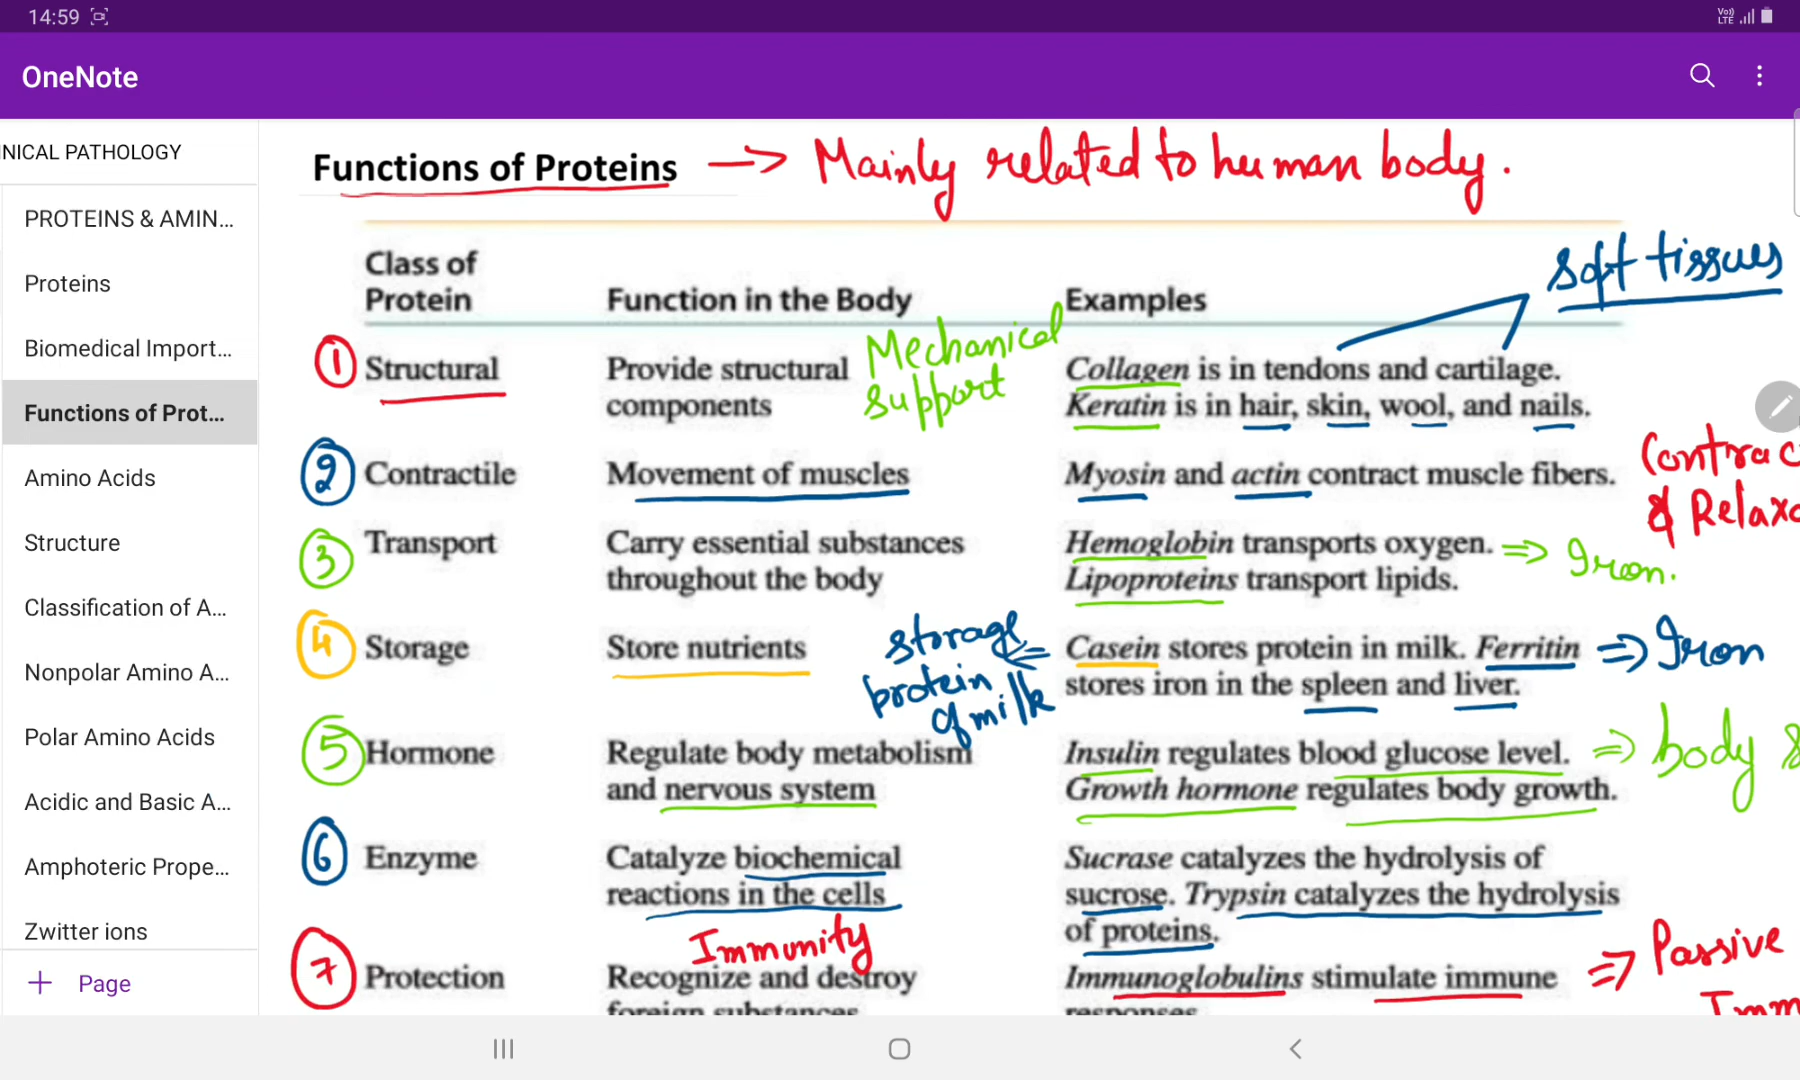 14:59
Vo))
LTE
OneNote
NICAL PATHOLOGY
PROTEINS & AMIN...
Proteins
Biomedical Import...
Functions of Prot...
Amino Acids
Structure
Classification of A...
Nonpolar Amino A...
Polar Amino Acids
Acidic and Basic A...
Amphoteric Prope...
Zwitter ions
+ Page
Functions of Proteins → Mainly related to human body.
soft tissues
Class of
Protein Function in the Body Examples
1 Structural Provide structural Mechanical Collagen is in tendons and cartilage.
components support Keratin is in hair, skin, wool, and nails.
2 Contractile Movement of muscles Myosin and actin contract muscle fibers. Contrac
& Relaxa
3 Transport Carry essential substances Hemoglobin transports oxygen. ⇒ Iron.
throughout the body Lipoproteins transport lipids.
4 Storage Store nutrients storage Casein stores protein in milk. Ferritin ⇒ Iron
protein stores iron in the spleen and liver.
of milk
5 Hormone Regulate body metabolism Insulin regulates blood glucose level. ⇒ body
and nervous system Growth hormone regulates body growth.
6 Enzyme Catalyze biochemical Sucrase catalyzes the hydrolysis of
reactions in the cells sucrose. Trypsin catalyzes the hydrolysis
of proteins.
Immunity
7 Protection Recognize and destroy Immunoglobulins stimulate immune ⇒ Passive
foreign substances responses. Imm